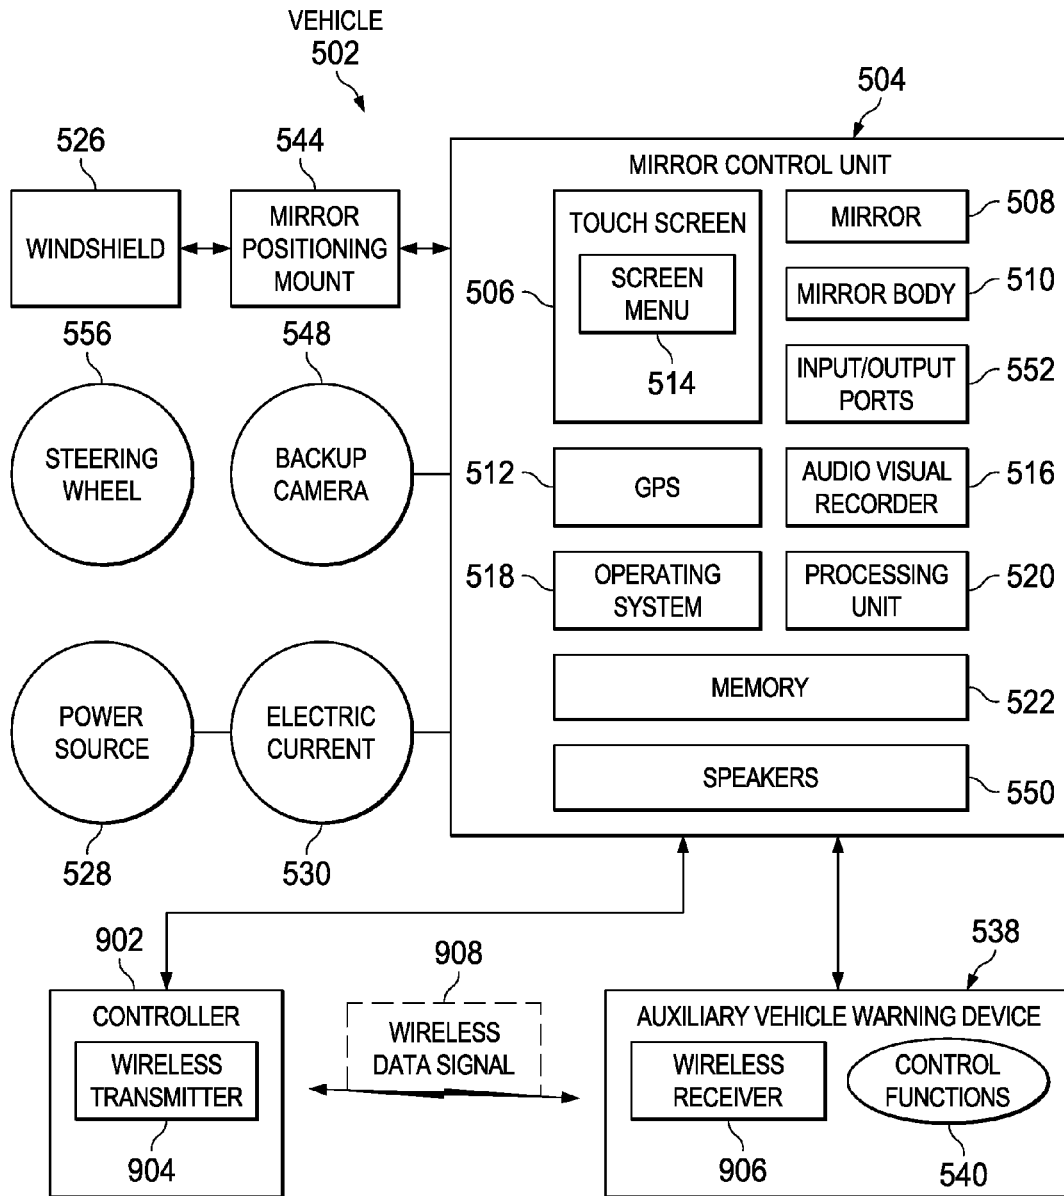 VEHICLE
502
504
526
544
MIRROR CONTROL UNIT
WINDSHIELD
MIRROR
POSITIONING
MOUNT
TOUCH SCREEN
SCREEN
MENU
506
514
MIRROR
508
MIRROR BODY
510
INPUT/OUTPUT
PORTS
552
556
548
STEERING
WHEEL
BACKUP
CAMERA
512
GPS
AUDIO VISUAL
RECORDER
516
518
OPERATING
SYSTEM
PROCESSING
UNIT
520
POWER
SOURCE
ELECTRIC
CURRENT
MEMORY
522
SPEAKERS
550
528
530
902
908
538
CONTROLLER
WIRELESS
TRANSMITTER
904
WIRELESS
DATA SIGNAL
AUXILIARY VEHICLE WARNING DEVICE
WIRELESS
RECEIVER
906
CONTROL
FUNCTIONS
540